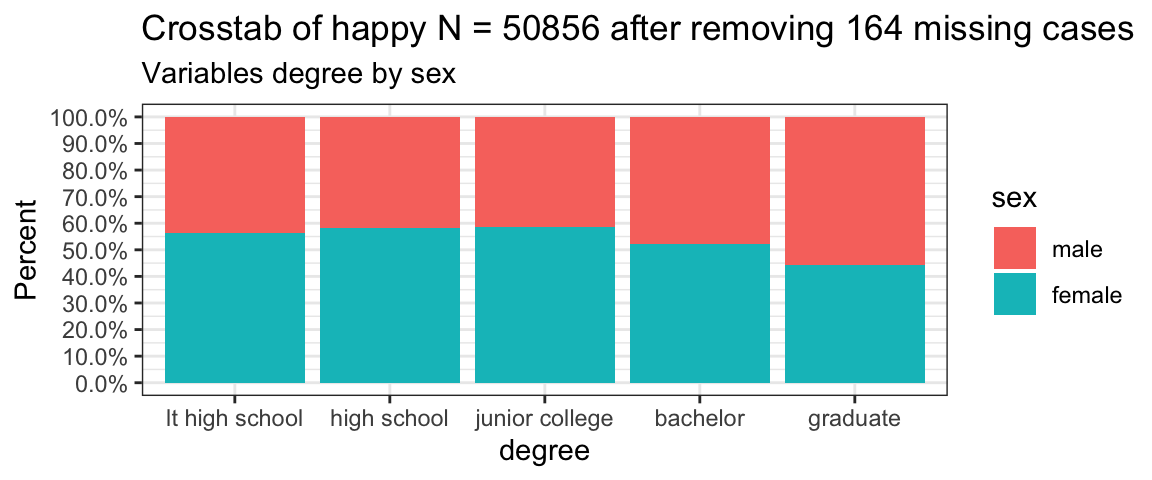 Crosstab of happy N = 50856 after removing 164 missing cases
Variables degree by sex
Percent
100.0%
90.0%
80.0%
70.0%
60.0%
50.0%
40.0%
30.0%
20.0%
10.0%
0.0%
lt high school
high school
junior college
bachelor
graduate
degree
sex
male
female